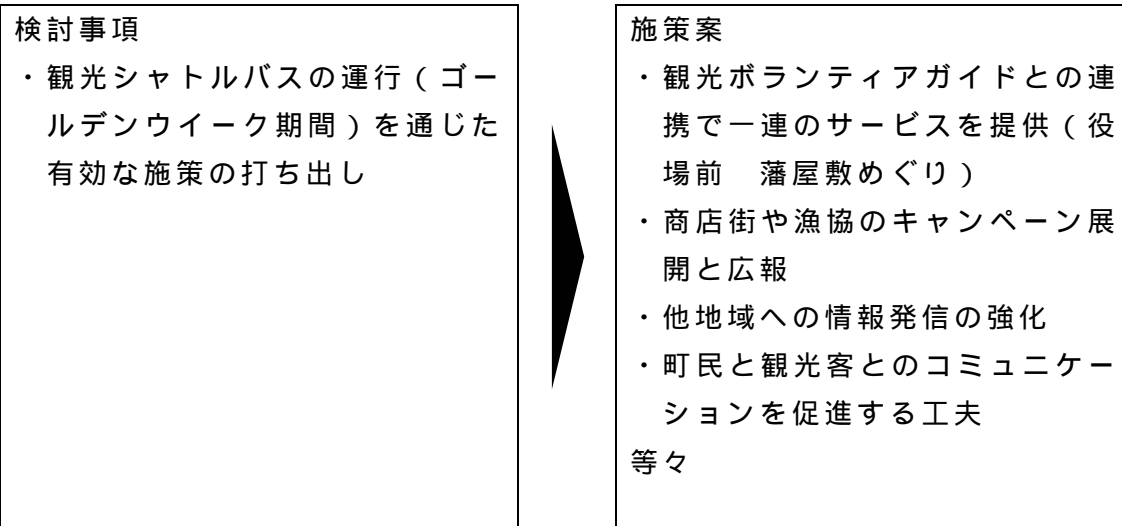 検討事項
・観光シャトルバスの運行(ゴー
ルデンウイーク期間)を通じた
有効な施策の打ち出し
施策案
・観光ボランティアガイドとの連
携で一連のサービスを提供(役
場前　藩屋敷めぐり)
・商店街や漁協のキャンペーン展
開と広報
・他地域への情報発信の強化
・町民と観光客とのコミュニケー
ションを促進する工夫
等々